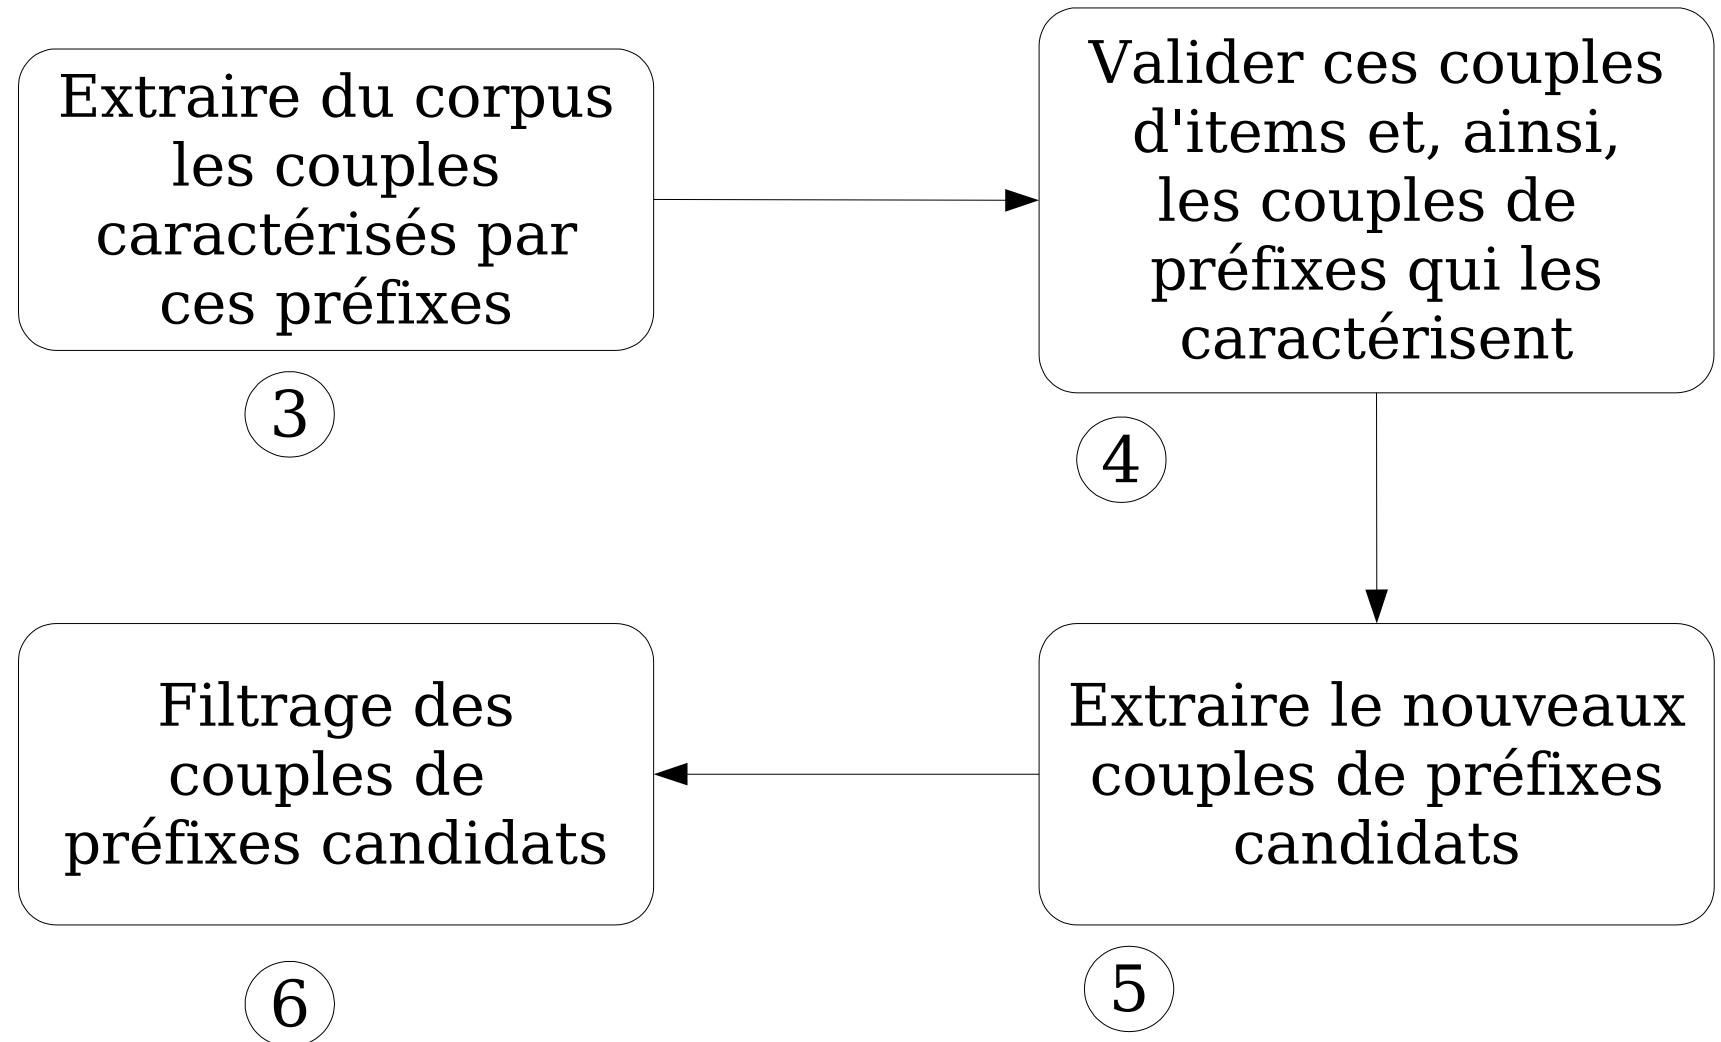 Extraire du corpus
les couples
caractérisés par
ces préfixes
3
Valider ces couples
d'items et, ainsi,
les couples de
préfixes qui les
caractérisent
4
Extraire le nouveaux
couples de préfixes
candidats
5
Filtrage des
couples de
préfixes candidats
6